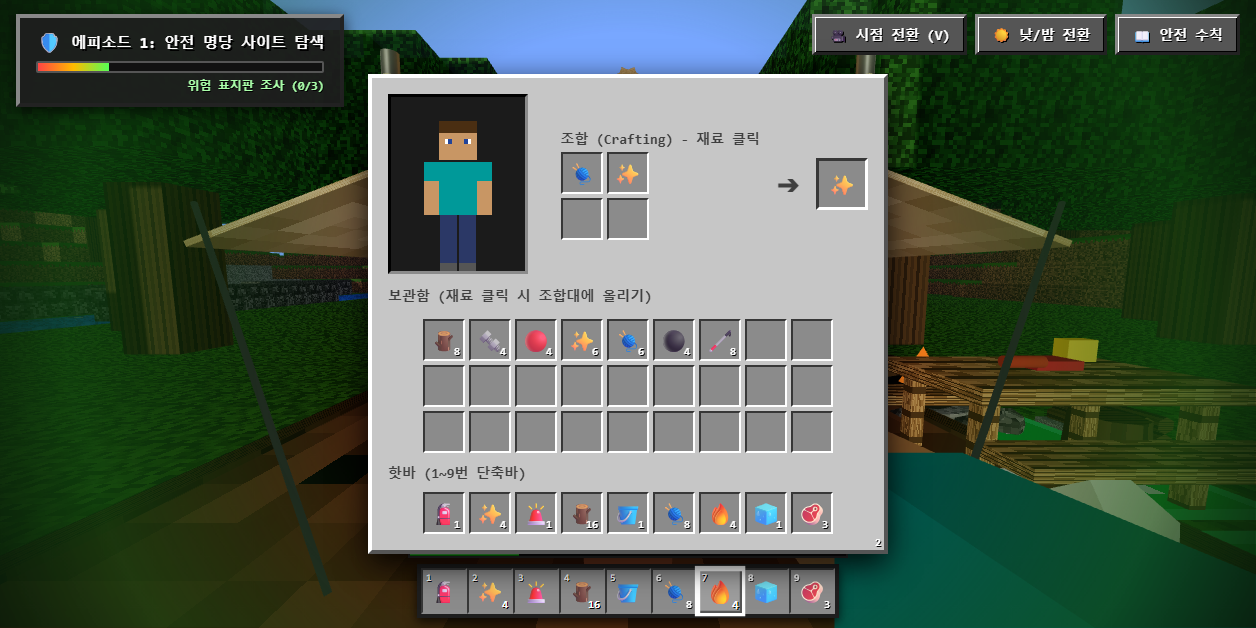 에피소드 1: 안전 명당 사이트 탐색
위험 표지판 조사 (0/3)
시점 전환 (V)
낮/밤 전환
안전 수칙
조합 (Crafting) - 재료 클릭
보관함 (재료 클릭 시 조합대에 올리기)
8 4 4 6 6 4 8
핫바 (1~9번 단축바)
1 4 1 16 1 8 4 1 3
2
1 2 3 4 5 6 7 8 9
4 16 8 4 3